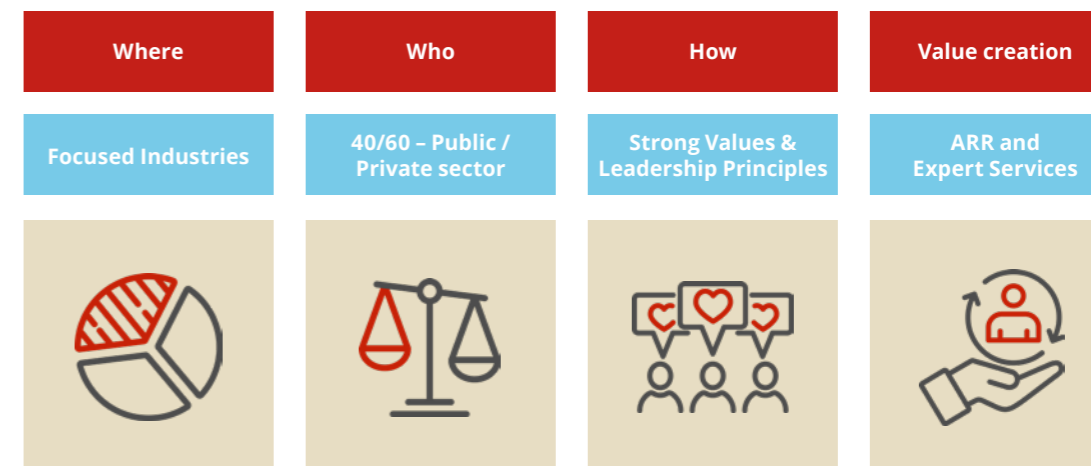 Where
Who
How
Value creation
Focused Industries
40/60 – Public /
Private sector
Strong Values &
Leadership Principles
ARR and
Expert Services